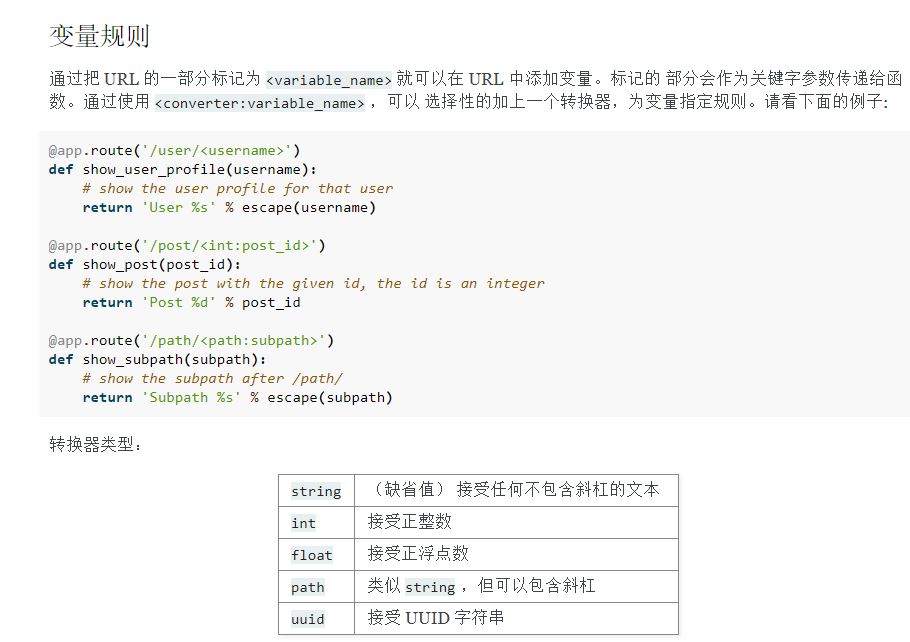 变量规则
通过把 URL 的一部分标记为 <variable_name> 就可以在 URL 中添加变量。标记的 部分会作为关键字参数传递给函
数。通过使用 <converter:variable_name> ，可以 选择性的加上一个转换器，为变量指定规则。请看下面的例子:
@app.route('/user/<username>')
def show_user_profile(username):
    # show the user profile for that user
    return 'User %s' % escape(username)
@app.route('/post/<int:post_id>')
def show_post(post_id):
    # show the post with the given id, the id is an integer
    return 'Post %d' % post_id
@app.route('/path/<path:subpath>')
def show_subpath(subpath):
    # show the subpath after /path/
    return 'Subpath %s' % escape(subpath)
转换器类型：
string （缺省值） 接受任何不包含斜杠的文本
int 接受正整数
float 接受正浮点数
path 类似 string ，但可以包含斜杠
uuid 接受 UUID 字符串